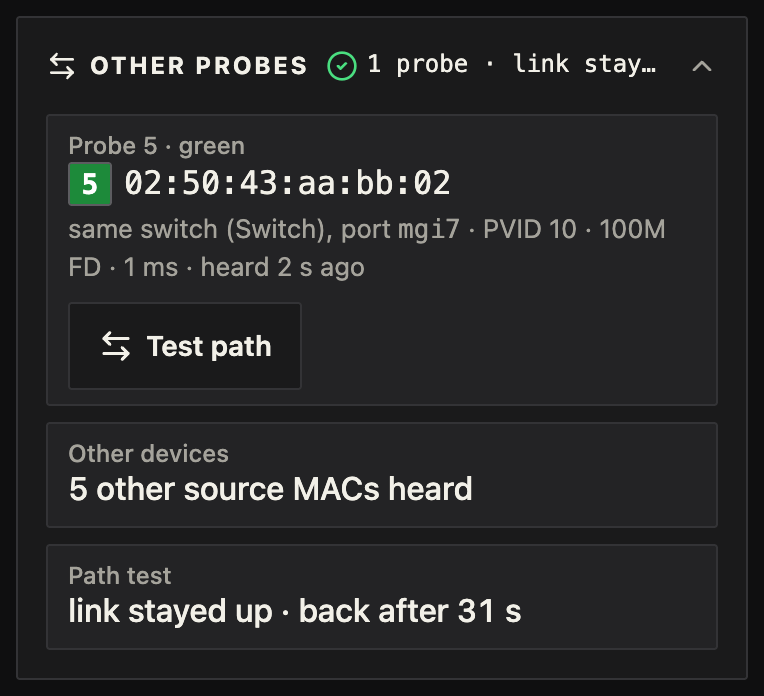 OTHER PROBES 1 probe · link stay…
Probe 5 · green
5 02:50:43:aa:bb:02
same switch (Switch), port mgi7 · PVID 10 · 100M
FD · 1 ms · heard 2 s ago
Test path
Other devices
5 other source MACs heard
Path test
link stayed up · back after 31 s